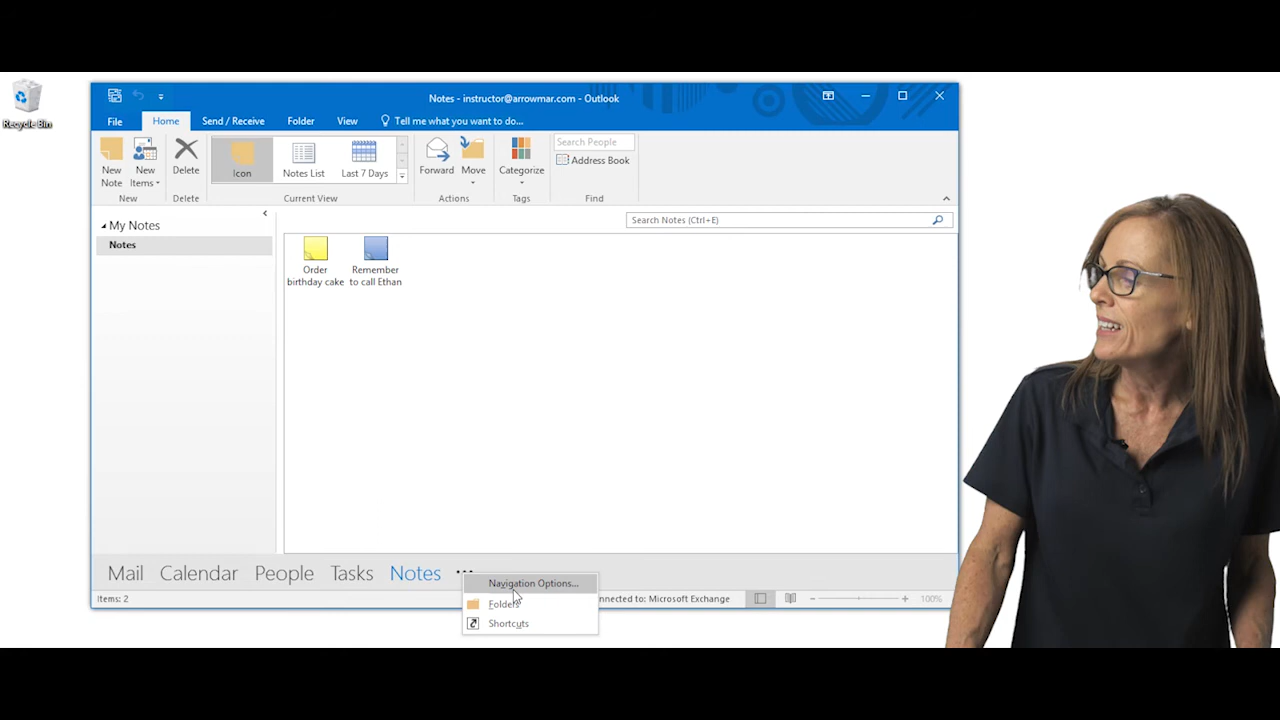 Recycle Bin
Notes - instructor@arrowmar.com - Outlook
File Home Send / Receive Folder View Tell me what you want to do...
New Note
New Items
Delete
Icon
Notes List
Last 7 Days
Forward
Move
Categorize
Search People
Address Book
New Delete Current View Actions Tags Find
My Notes
Notes
Search Notes (Ctrl+E)
Order
birthday cake
Remember
to call Ethan
Mail Calendar People Tasks Notes •••
Navigation Options...
Folders
Shortcuts
Items: 2
nnected to: Microsoft Exchange
100%